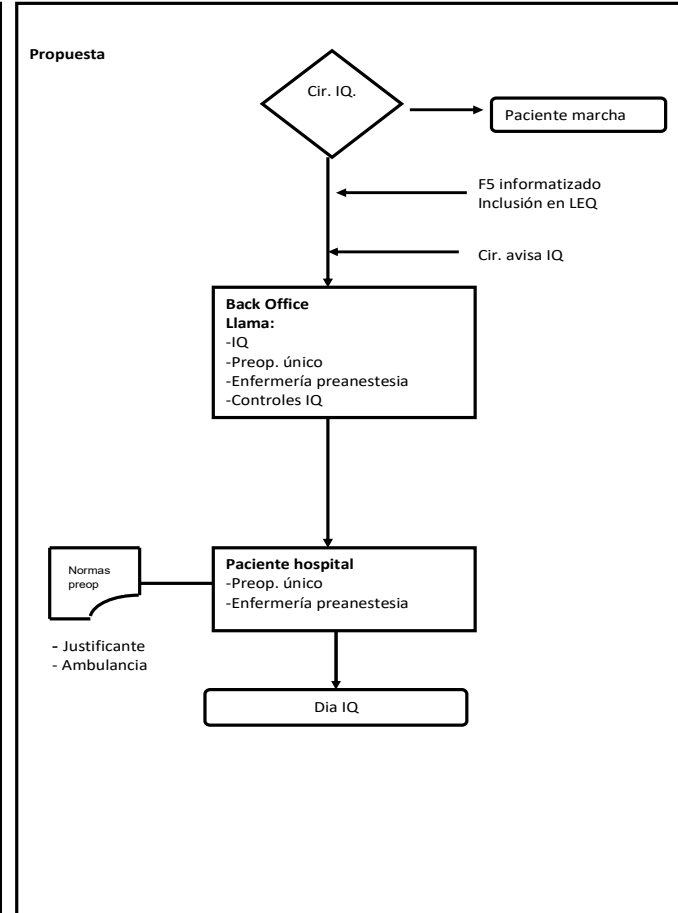 Propuesta
Cir. IQ.
Paciente marcha
F5 informatizado
Inclusión en LEQ
Cir. avisa IQ
Back Office
Llama:
-IQ
-Preop. único
-Enfermería preanestesia
-Controles IQ
Paciente hospital
-Preop. único
-Enfermería preanestesia
Normas
preop
- Justificante
- Ambulancia
Dia IQ